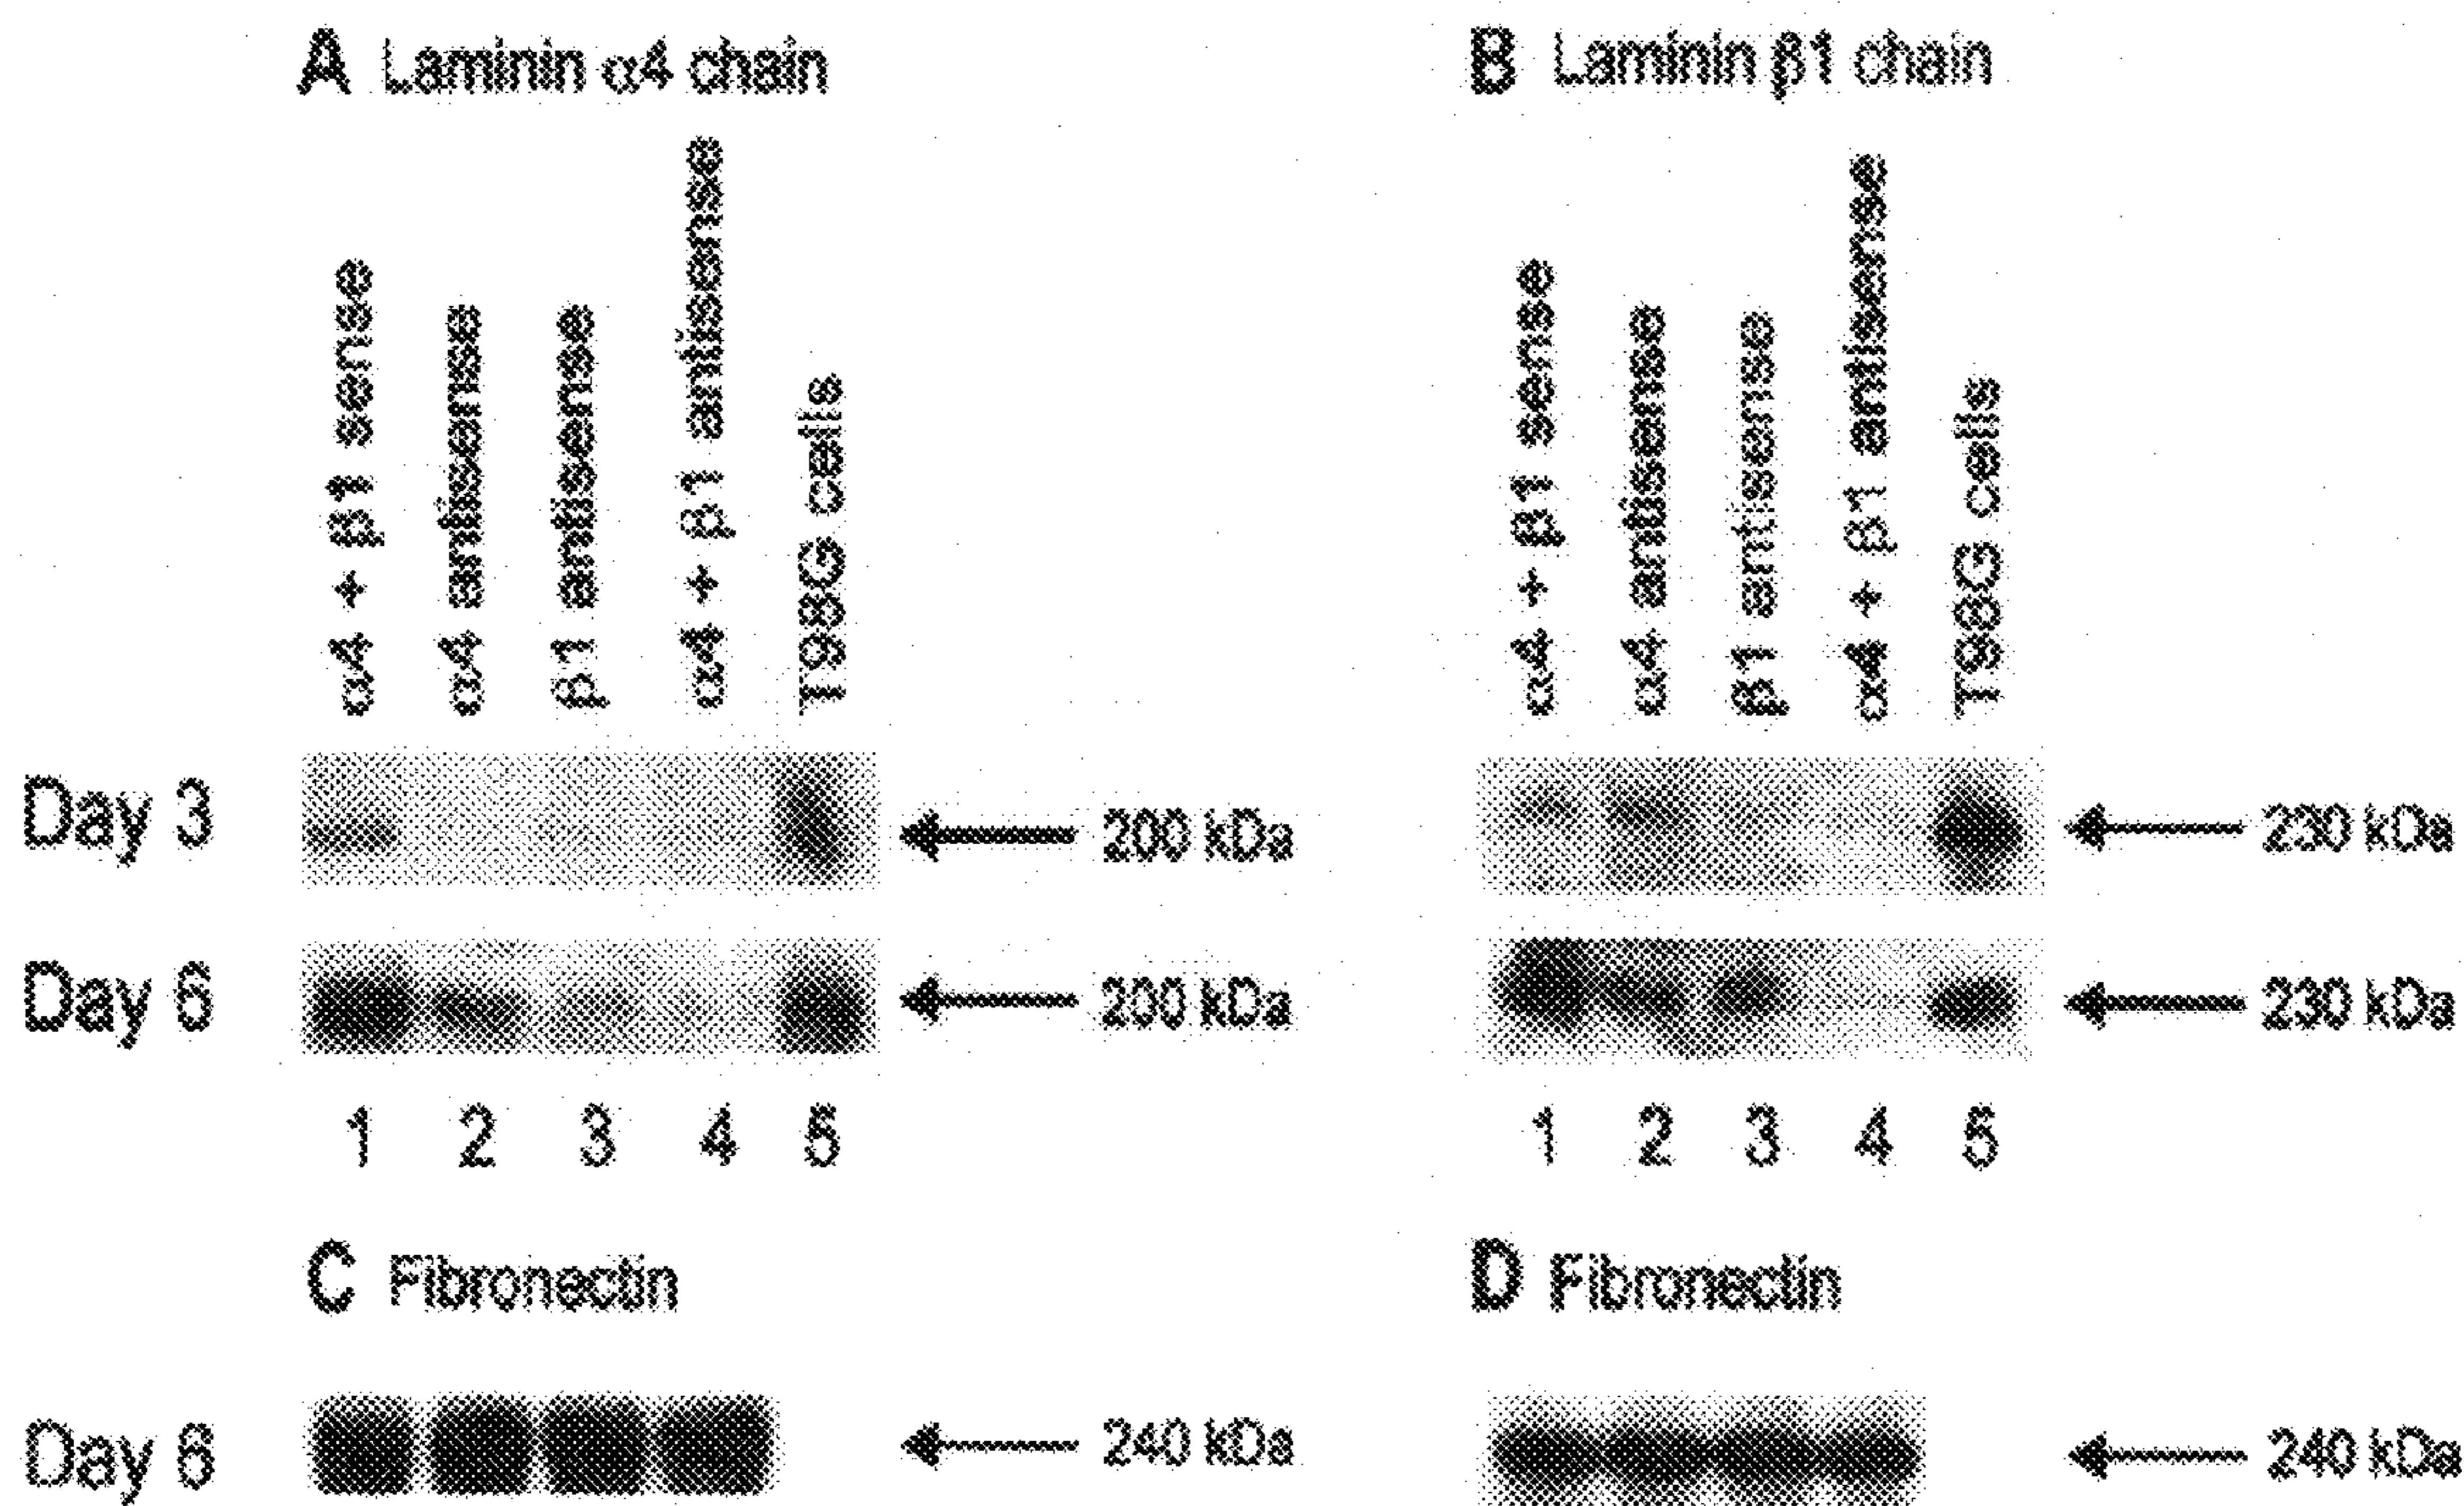 A Laminin α4 chain
B Laminin β1 chain
α4 + β1 sense
α4 antisense
β1 antisense
α4 + β1 antisense
T98G cells
α4 + β1 sense
α4 antisense
β1 antisense
α4 + β1 antisense
T98G cells
Day 3
200 kDa
230 kDa
Day 6
200 kDa
230 kDa
1 2 3 4 5
1 2 3 4 5
C Fibronectin
D Fibronectin
Day 6
240 kDa
240 kDa